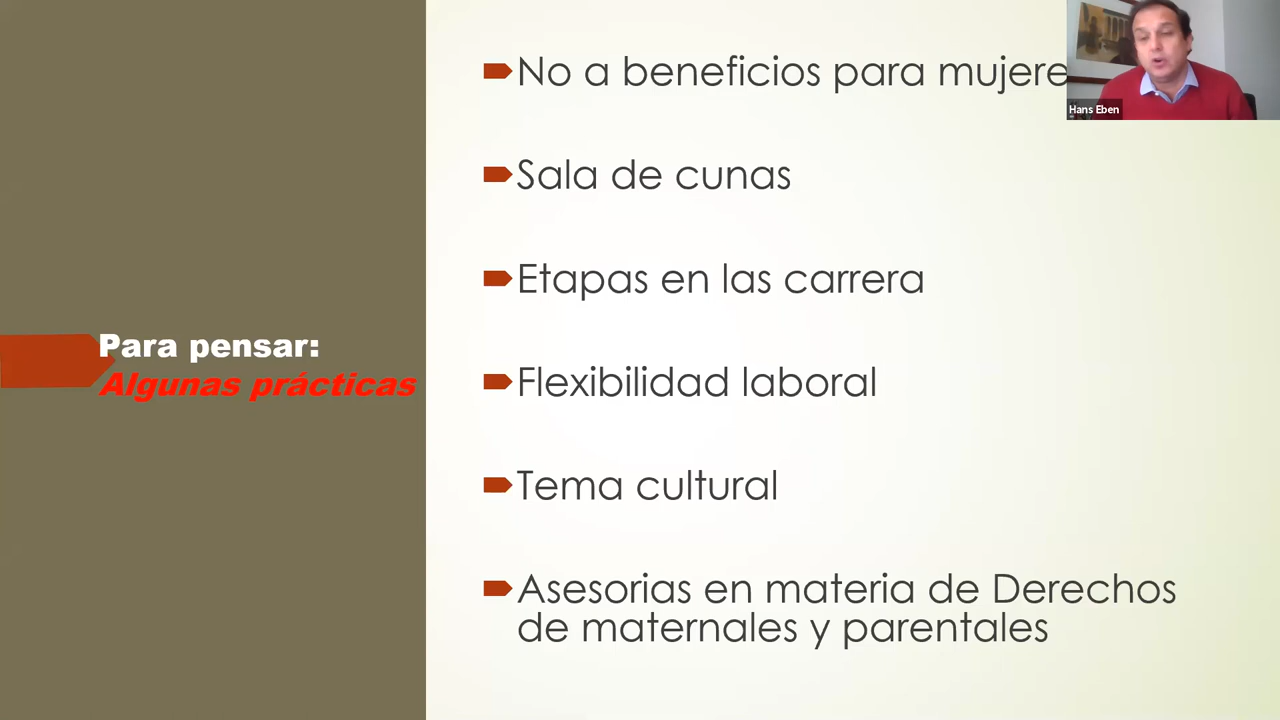 No a beneficios para mujere
Hans Eben
Sala de cunas
Etapas en las carrera
Para pensar:
Algunas prácticas
Flexibilidad laboral
Tema cultural
Asesorias en materia de Derechos
de maternales y parentales